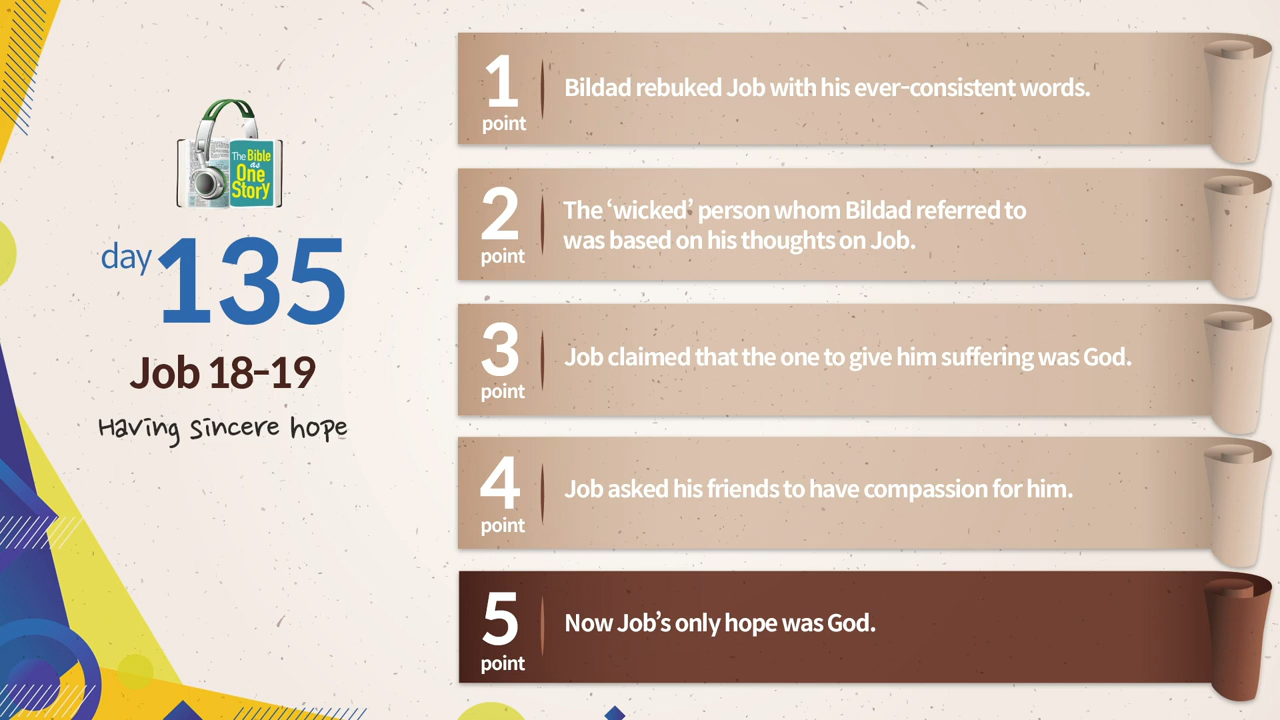 The Bible
as
One
Story
day 135
Job 18-19
Having sincere hope
1
point
Bildad rebuked Job with his ever-consistent words.
2
point
The ‘wicked’ person whom Bildad referred to
was based on his thoughts on Job.
3
point
Job claimed that the one to give him suffering was God.
4
point
Job asked his friends to have compassion for him.
5
point
Now Job’s only hope was God.